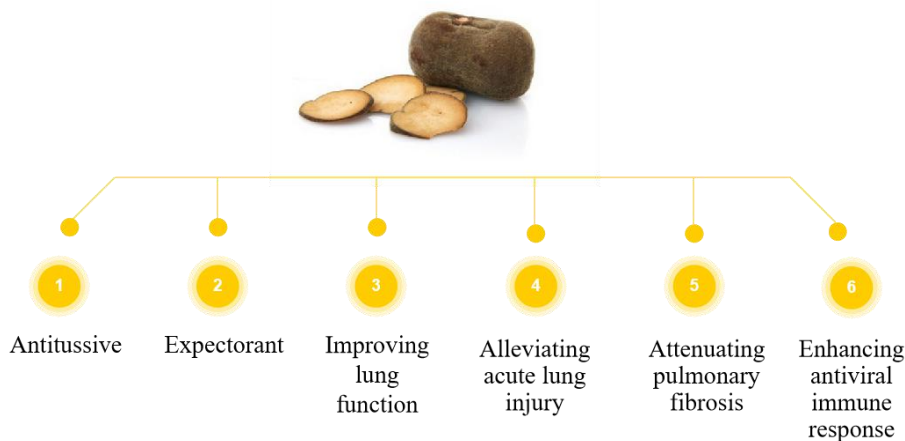 1
2
3
4
5
6
Antitussive
Expectorant
Improving
lung
function
Alleviating
acute lung
injury
Attenuating
pulmonary
fibrosis
Enhancing
antiviral
immune
response